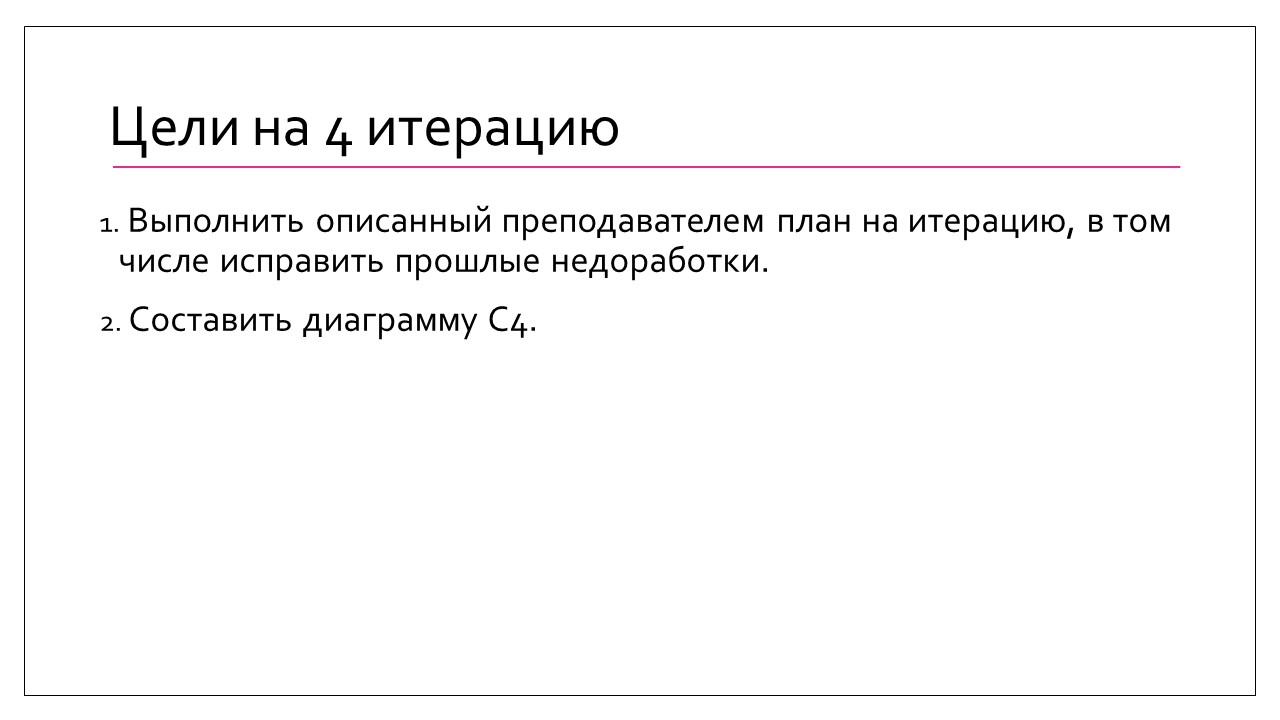 Цели на 4 итерацию
1. Выполнить описанный преподавателем план на итерацию, в том
числе исправить прошлые недоработки.
2. Составить диаграмму С4.